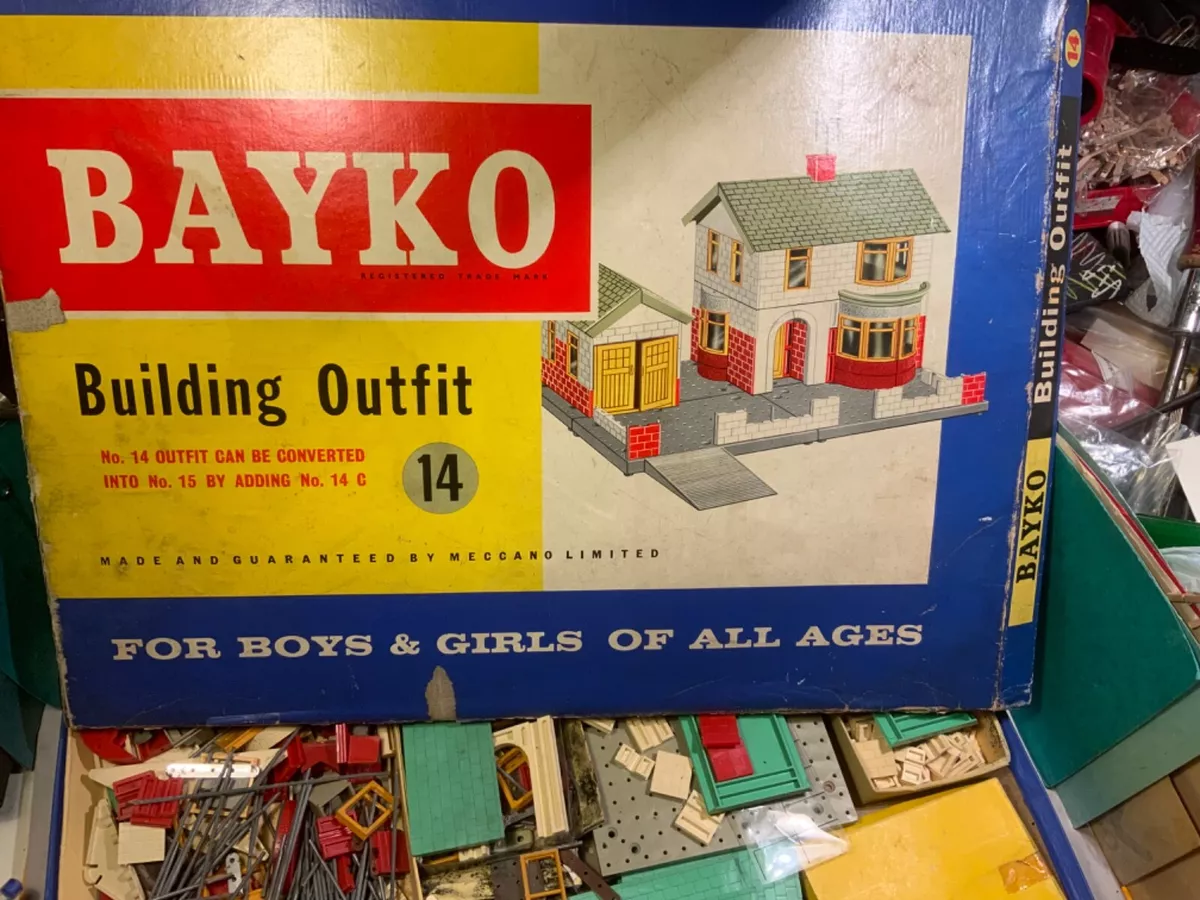 BAYKO
REGISTERED TRADE MARK
Building Outfit
No. 14 OUTFIT CAN BE CONVERTED
INTO No. 15 BY ADDING No. 14 C
14
MADE AND GUARANTEED BY MECCANO LIMITED
FOR BOYS & GIRLS OF ALL AGES
BAYKO Building Outfit 14